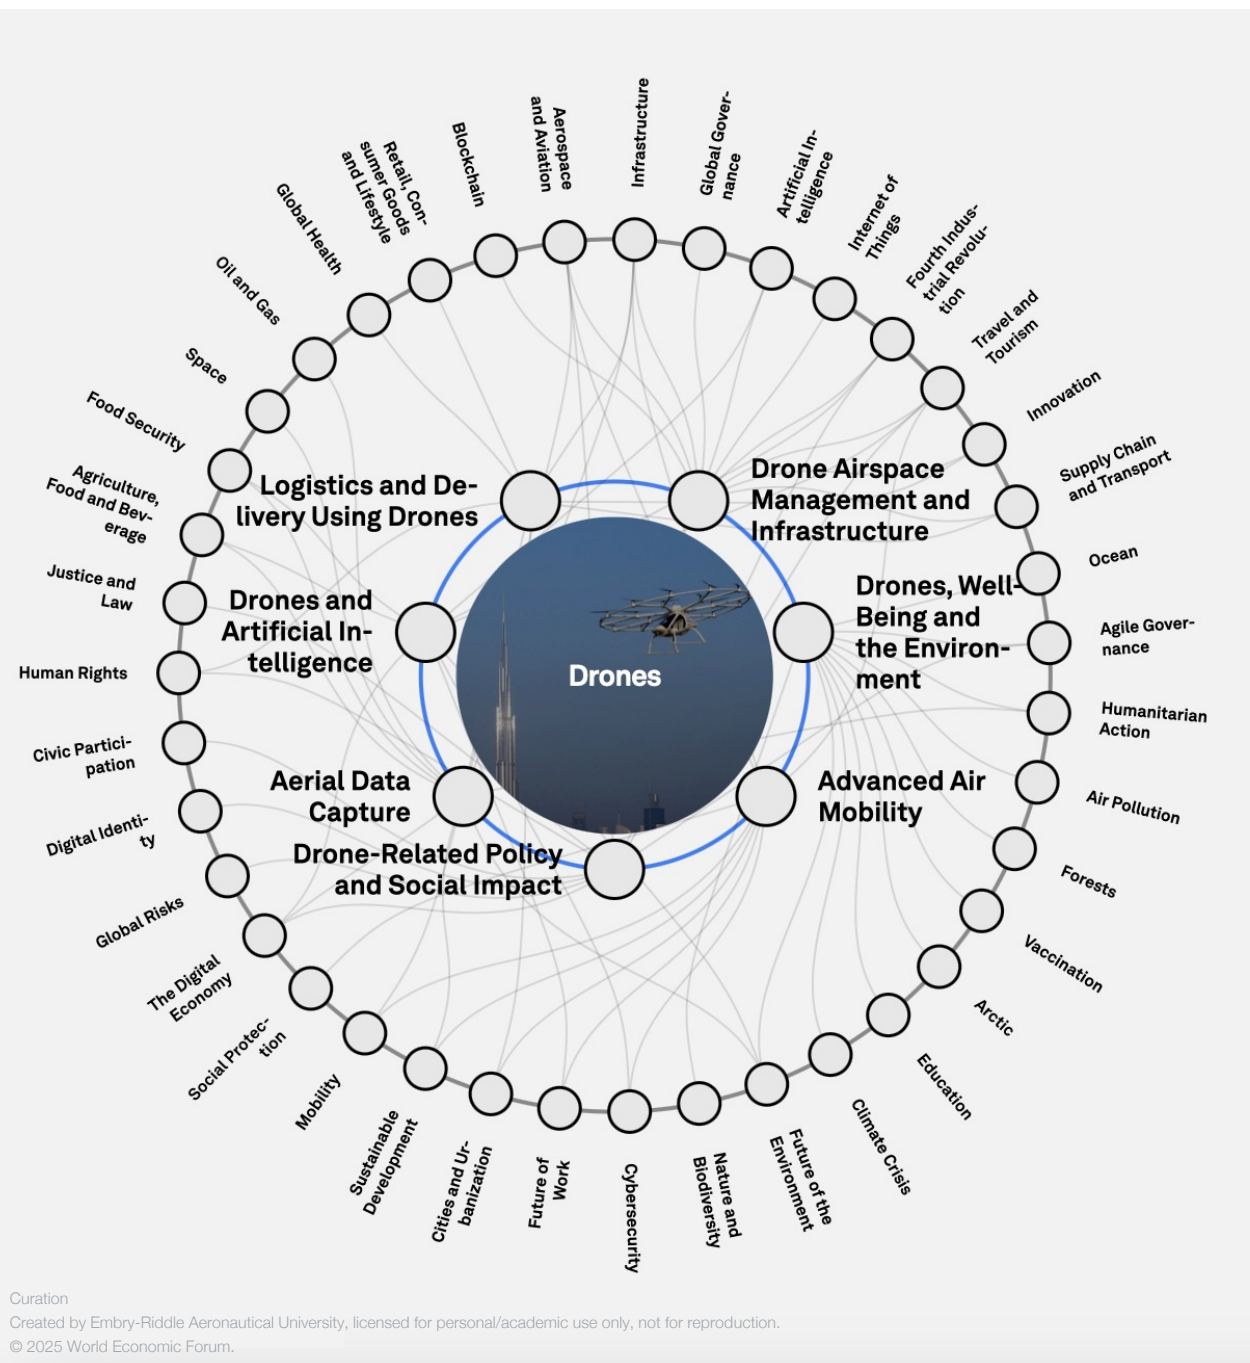 Infrastructure
Global Gover-
nance
Artificial In-
telligence
Internet of
Things
Fourth Indus-
trial Revolu-
tion
Travel and
Tourism
Innovation
Supply Chain
and Transport
Ocean
Agile Gover-
nance
Humanitarian
Action
Air Pollution
Forests
Vaccination
Arctic
Education
Climate Crisis
Future of the
Environment
Nature and
Biodiversity
Cybersecurity
Future of
Work
Cities and Ur-
banization
Sustainable
Development
Mobility
Social Protec-
tion
The Digital
Economy
Global Risks
Digital Identi-
ty
Civic Partici-
pation
Human Rights
Justice and
Law
Agriculture,
Food and Bev-
erage
Food Security
Space
Oil and Gas
Global Health
Retail, Con-
sumer Goods
and Lifestyle
Blockchain
Aerospace
and Aviation
Logistics and De-
livery Using Drones
Drone Airspace
Management and
Infrastructure
Drones, Well-
Being and
the Environ-
ment
Advanced Air
Mobility
Drone-Related Policy
and Social Impact
Aerial Data
Capture
Drones and
Artificial In-
telligence
Drones
Curation
Created by Embry-Riddle Aeronautical University, licensed for personal/academic use only, not for reproduction.
© 2025 World Economic Forum.